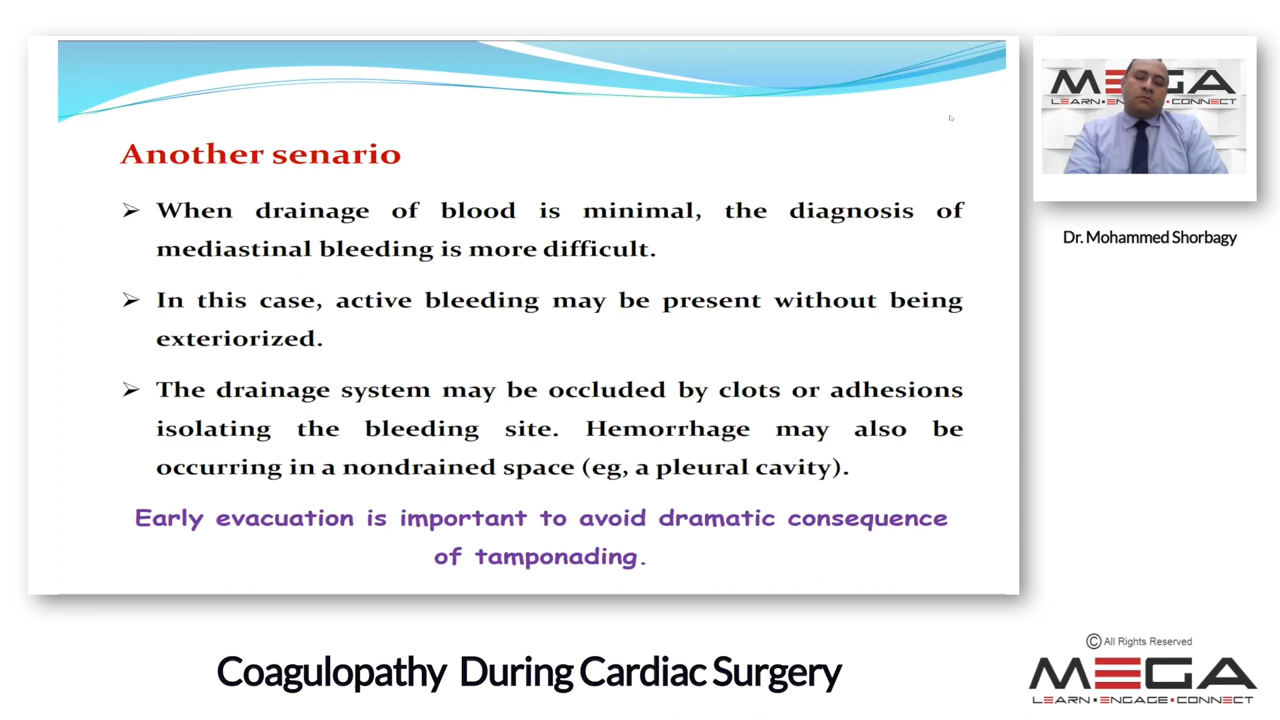 Another senario
When drainage of blood is minimal, the diagnosis of
mediastinal bleeding is more difficult.
In this case, active bleeding may be present without being
exteriorized.
The drainage system may be occluded by clots or adhesions
isolating the bleeding site. Hemorrhage may also be
occurring in a nondrained space (eg, a pleural cavity).
Early evacuation is important to avoid dramatic consequence
of tamponading.
MEGA
LEARN▪ENGAGE▪CONNECT
Dr. Mohammed Shorbagy
Coagulopathy During Cardiac Surgery
© All Rights Reserved
MEGA
LEARN▪ENGAGE▪CONNECT